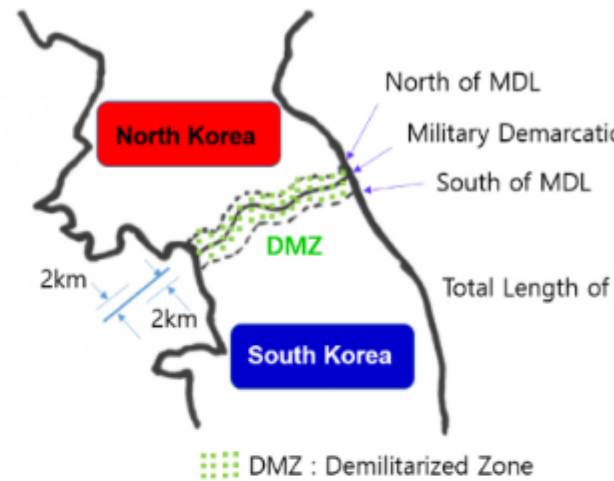 North of MDL
North Korea
Military Demarcatio
South of MDL
DMZ
2km
2km
Total Length of
South Korea
DMZ : Demilitarized Zone